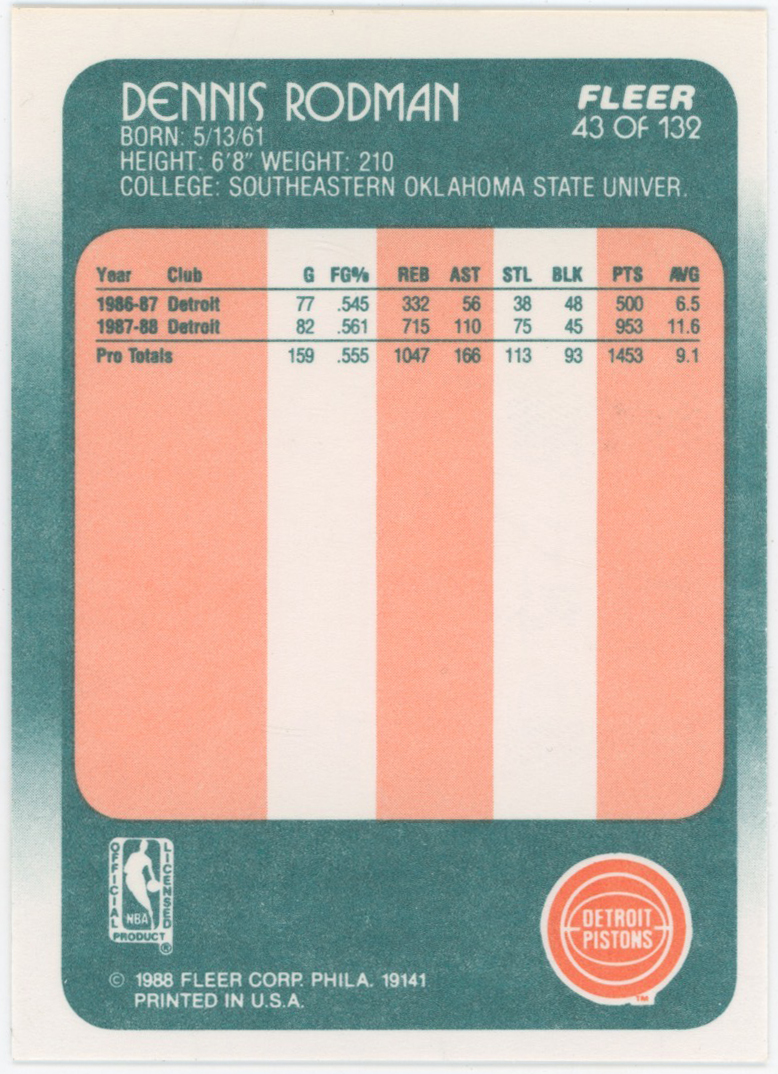 DENNIS RODMAN
FLEER
43 OF 132
BORN: 5/13/61
HEIGHT: 6'8" WEIGHT: 210
COLLEGE: SOUTHEASTERN OKLAHOMA STATE UNIVER.
Year Club G FG% REB AST STL BLK PTS AVG
1986-87 Detroit 77 .545 332 56 38 48 500 6.5
1987-88 Detroit 82 .561 715 110 75 45 953 11.6
Pro Totals 159 .555 1047 166 113 93 1453 9.1
OFFICIAL
LICENSED
NBA
PRODUCT ®
DETROIT
PISTONS
TM
© 1988 FLEER CORP. PHILA. 19141
PRINTED IN U.S.A.